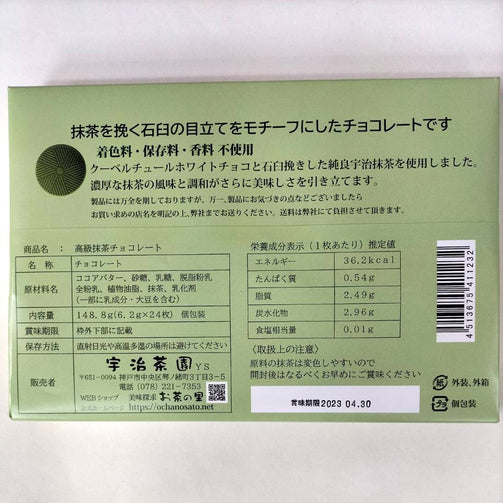 抹茶を挽く石臼の目立てをモチーフにしたチョコレートです
着色料・保存料・香料 不使用
クーベルチュールホワイトチョコと石臼挽きした純良宇治抹茶を使用しました。
濃厚な抹茶の風味と調和がさらに美味しさを引き立てます。
製品には万全を期しておりますが、万一、製品にお気づきの点などございましたら
お買い求めの店名を明記の上、弊社までお送りください。送料は弊社にて負担させて頂きます。
商品名： 高級抹茶チョコレート
名 称 チョコレート
原材料名 ココアバター、砂糖、乳糖、脱脂粉乳
全粉乳、植物油脂、抹茶、乳化剤
（一部に乳成分・大豆を含む）
内容量 148.8g(6.2g×24枚) 個包装
賞味期限 枠外下部に記載
保存方法 直射日光や高温多湿の場所は避けてください
販売者 宇治茶園YS
〒651-0094 神戸市中央区琴ノ緒町3丁目3－5
電話 (078) 221-7353
WEBショップ 美味探求 お茶の里
公式ホームページ https://ochanosato.net
栄養成分表示（１枚あたり）推定値
エネルギー 36.2kcal
たんぱく質 0.54g
脂質 2.49g
炭水化物 2.96g
食塩相当量 0.01g
〈取扱上の注意〉
原料の抹茶は変色しやすいので
開封後はなるべくお早めにご賞味ください
賞味期限2023 04.30
4513675411232
紙 外装、外箱
プラ 個包装